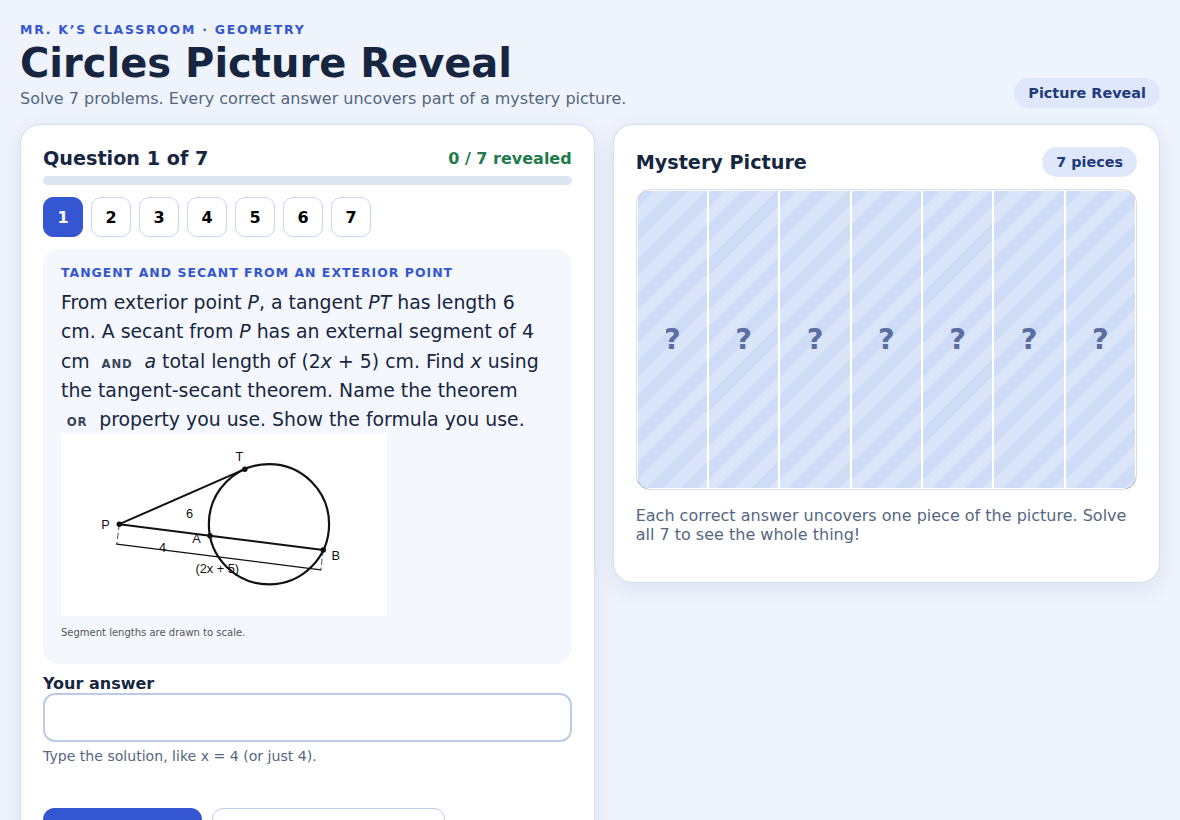 MR. K’S CLASSROOM · GEOMETRY
Circles Picture Reveal
Solve 7 problems. Every correct answer uncovers part of a mystery picture.
Picture Reveal
Question 1 of 7
0 / 7 revealed
1 2 3 4 5 6 7
TANGENT AND SECANT FROM AN EXTERIOR POINT
From exterior point P, a tangent PT has length 6
cm. A secant from P has an external segment of 4
cm AND a total length of (2x + 5) cm. Find x using
the tangent-secant theorem. Name the theorem
OR property you use. Show the formula you use.
T
6
P
A
4
B
(2x + 5)
Segment lengths are drawn to scale.
Your answer
Type the solution, like x = 4 (or just 4).
Mystery Picture
7 pieces
? ? ? ? ? ? ?
Each correct answer uncovers one piece of the picture. Solve
all 7 to see the whole thing!